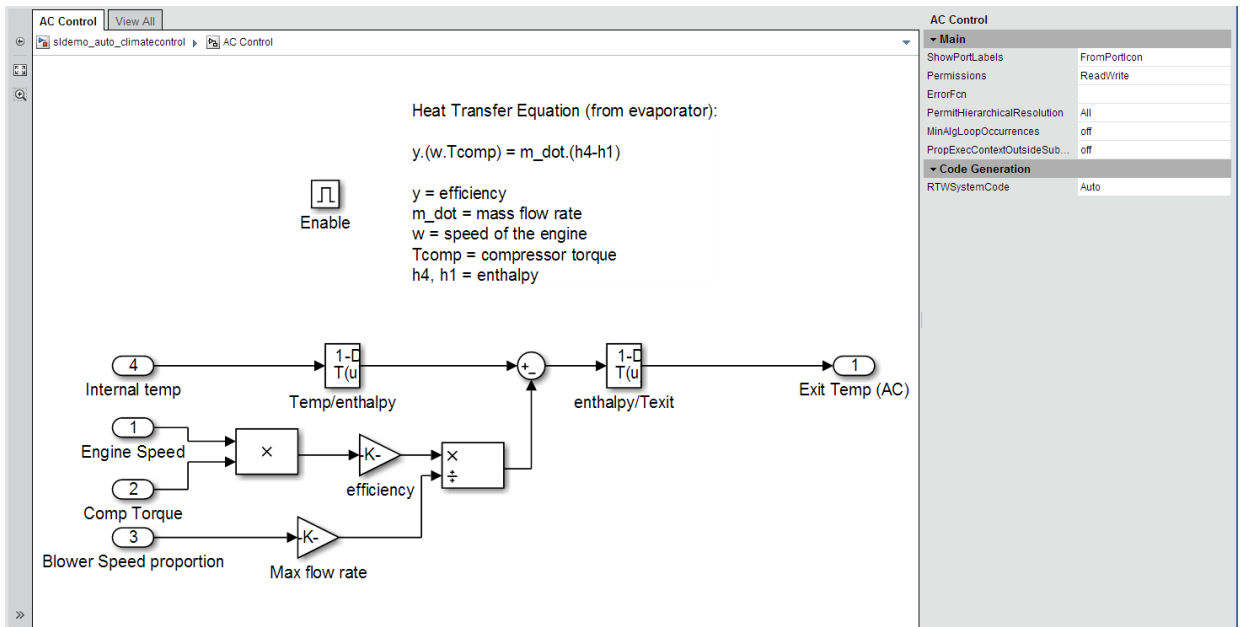 AC Control
View All
sldemo_auto_climatecontrol
AC Control
Heat Transfer Equation (from evaporator):
y.(w.Tcomp) = m_dot.(h4-h1)
y = efficiency
m_dot = mass flow rate
w = speed of the engine
Tcomp = compressor torque
h4, h1 = enthalpy
Enable
4
Internal temp
1-D
T(u
Temp/enthalpy
+
−
1-D
T(u
enthalpy/Texit
1
Exit Temp (AC)
1
Engine Speed
×
-K-
efficiency
×
÷
2
Comp Torque
3
Blower Speed proportion
-K-
Max flow rate
AC Control
Main
ShowPortLabels FromPortIcon
Permissions ReadWrite
ErrorFcn
PermitHierarchicalResolution All
MinAlgLoopOccurrences off
PropExecContextOutsideSub... off
Code Generation
RTWSystemCode Auto